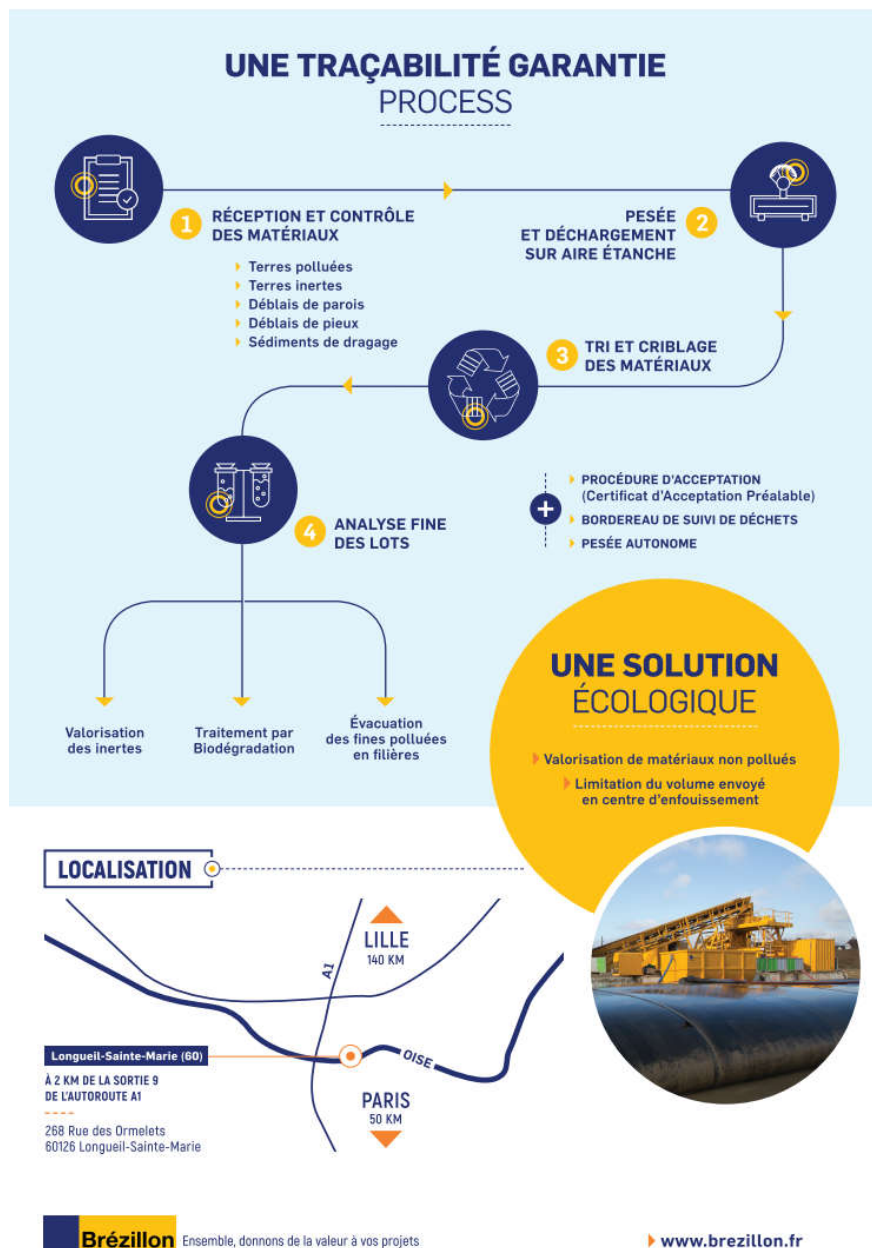 UNE TRAÇABILITÉ GARANTIE
PROCESS
1
RÉCEPTION ET CONTRÔLE
DES MATÉRIAUX
Terres polluées
Terres inertes
Déblais de parois
Déblais de pieux
Sédiments de dragage
PESÉE
ET DÉCHARGEMENT
SUR AIRE ÉTANCHE
2
3
TRI ET CRIBLAGE
DES MATÉRIAUX
4
ANALYSE FINE
DES LOTS
+
PROCÉDURE D'ACCEPTATION
(Certificat d'Acceptation Préalable)
BORDEREAU DE SUIVI DE DÉCHETS
PESÉE AUTONOME
Valorisation
des inertes
Traitement par
Biodégradation
Évacuation
des fines polluées
en filières
UNE SOLUTION
ÉCOLOGIQUE
Valorisation de matériaux non pollués
Limitation du volume envoyé
en centre d'enfouissement
LOCALISATION
LILLE
140 KM
A1
OISE
Longueil-Sainte-Marie (60)
À 2 KM DE LA SORTIE 9
DE L'AUTOROUTE A1
268 Rue des Ormelets
60126 Longueil-Sainte-Marie
PARIS
50 KM
Brézillon
Ensemble, donnons de la valeur à vos projets
www.brezillon.fr